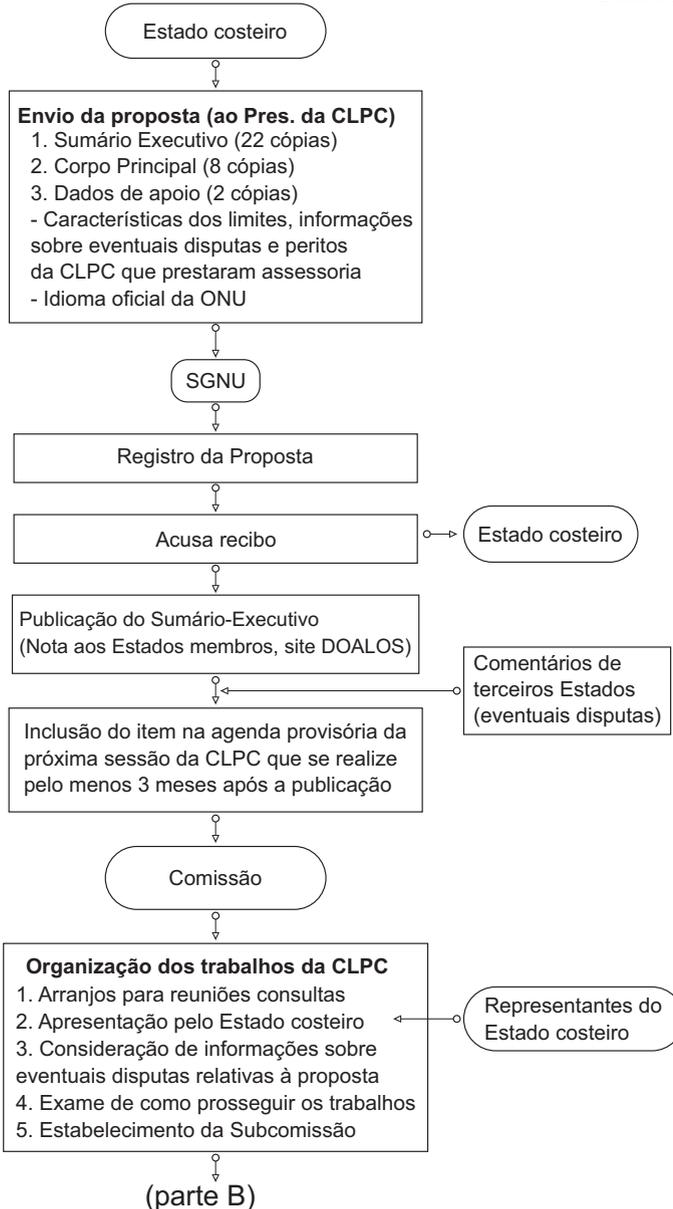 Estado costeiro
Envio da proposta (ao Pres. da CLPC)
1. Sumário Executivo (22 cópias)
2. Corpo Principal (8 cópias)
3. Dados de apoio (2 cópias)
- Características dos limites, informações
sobre eventuais disputas e peritos
da CLPC que prestaram assessoria
- Idioma oficial da ONU
SGNU
Registro da Proposta
Acusa recibo
Estado costeiro
Publicação do Sumário-Executivo
(Nota aos Estados membros, site DOALOS)
Comentários de
terceiros Estados
(eventuais disputas)
Inclusão do item na agenda provisória da
próxima sessão da CLPC que se realize
pelo menos 3 meses após a publicação
Comissão
Organização dos trabalhos da CLPC
1. Arranjos para reuniões consultas
2. Apresentação pelo Estado costeiro
3. Consideração de informações sobre
eventuais disputas relativas à proposta
4. Exame de como prosseguir os trabalhos
5. Estabelecimento da Subcomissão
Representantes do
Estado costeiro
(parte B)